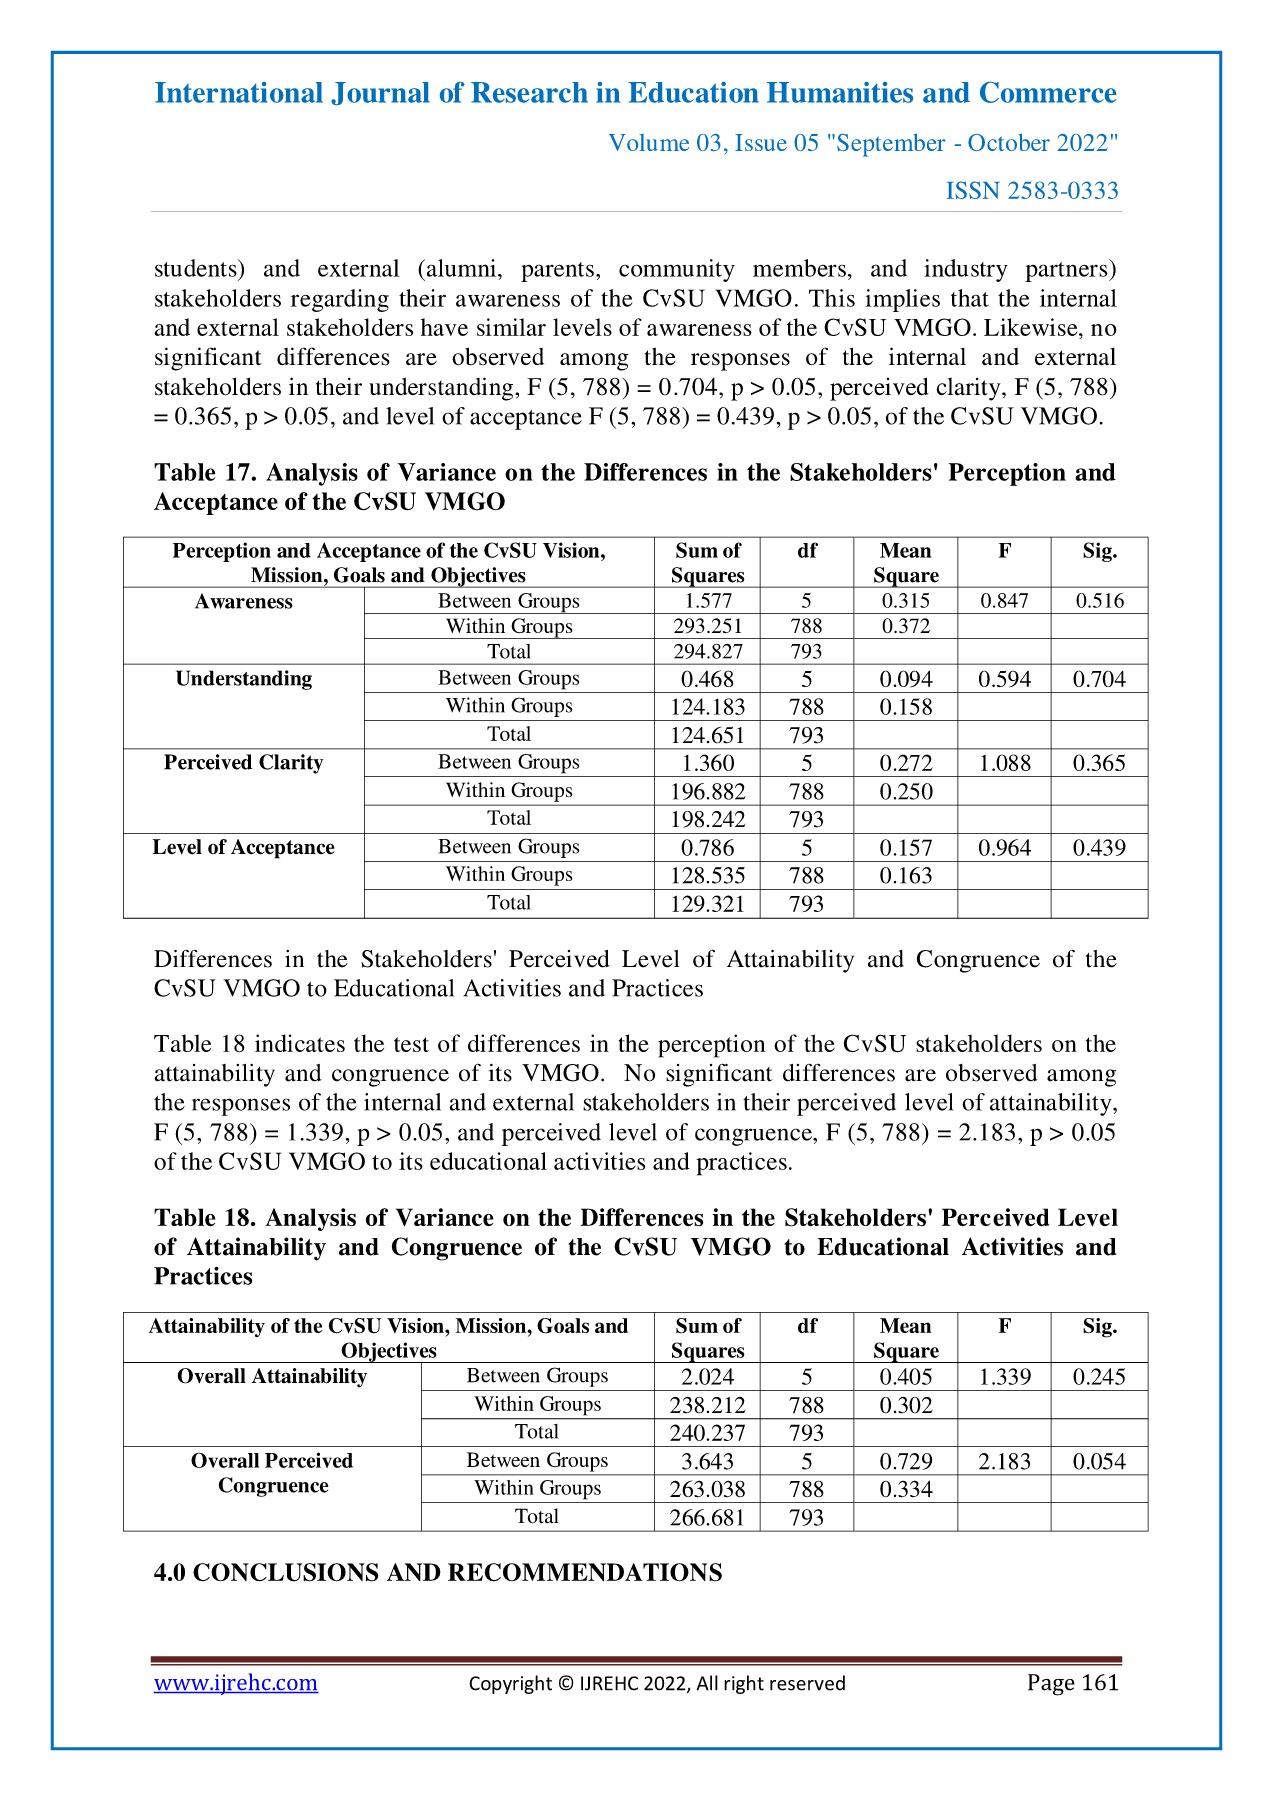 International Journal of Research in Education Humanities and Commerce
Volume 03, Issue 05 "September - October 2022"
ISSN 2583-0333
students) and external (alumni, parents, community members, and industry partners)
stakeholders regarding their awareness of the CvSU VMGO. This implies that the internal
and external stakeholders have similar levels of awareness of the CvSU VMGO. Likewise, no
significant differences are observed among the responses of the internal and external
stakeholders in their understanding, F (5, 788) = 0.704, p > 0.05, perceived clarity, F (5, 788)
= 0.365, p > 0.05, and level of acceptance F (5, 788) = 0.439, p > 0.05, of the CvSU VMGO.
Table 17. Analysis of Variance on the Differences in the Stakeholders' Perception and
Acceptance of the CvSU VMGO
Perception and Acceptance of the CvSU Vision, Sum of df Mean F Sig.
Mission, Goals and Objectives Squares Square
Awareness Between Groups 1.577 5 0.315 0.847 0.516
Within Groups 293.251 788 0.372
Total 294.827 793
Understanding Between Groups 0.468 5 0.094 0.594 0.704
Within Groups 124.183 788 0.158
Total 124.651 793
Perceived Clarity Between Groups 1.360 5 0.272 1.088 0.365
Within Groups 196.882 788 0.250
Total 198.242 793
Level of Acceptance Between Groups 0.786 5 0.157 0.964 0.439
Within Groups 128.535 788 0.163
Total 129.321 793
Differences in the Stakeholders' Perceived Level of Attainability and Congruence of the
CvSU VMGO to Educational Activities and Practices
Table 18 indicates the test of differences in the perception of the CvSU stakeholders on the
attainability and congruence of its VMGO. No significant differences are observed among
the responses of the internal and external stakeholders in their perceived level of attainability,
F (5, 788) = 1.339, p > 0.05, and perceived level of congruence, F (5, 788) = 2.183, p > 0.05
of the CvSU VMGO to its educational activities and practices.
Table 18. Analysis of Variance on the Differences in the Stakeholders' Perceived Level
of Attainability and Congruence of the CvSU VMGO to Educational Activities and
Practices
Attainability of the CvSU Vision, Mission, Goals and Sum of df Mean F Sig.
Objectives Squares Square
Overall Attainability Between Groups 2.024 5 0.405 1.339 0.245
Within Groups 238.212 788 0.302
Total 240.237 793
Overall Perceived Between Groups 3.643 5 0.729 2.183 0.054
Congruence Within Groups 263.038 788 0.334
Total 266.681 793
4.0 CONCLUSIONS AND RECOMMENDATIONS
www.ijrehc.com Copyright © IJREHC 2022, All right reserved Page 161